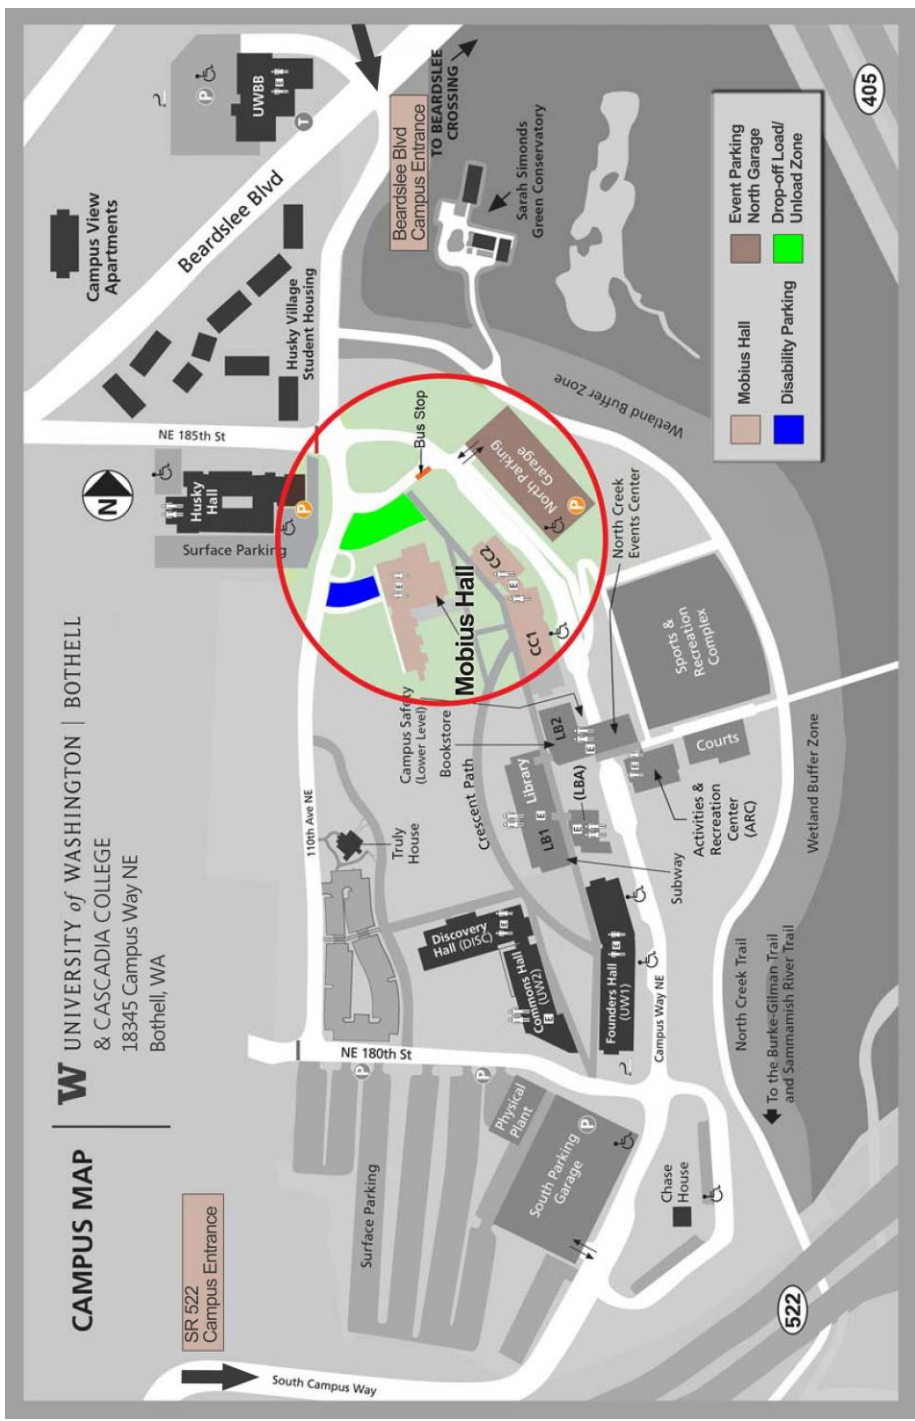 CAMPUS MAP
W
UNIVERSITY of WASHINGTON | BOTHELL
& CASCADIA COLLEGE
18345 Campus Way NE
Bothell, WA
N
SR 522
Campus Entrance
South Campus Way
Surface Parking
P
P
NE 180th St
Physical
Plant
South Parking
Garage
P
Chase
House
522
110th Ave NE
Truly
House
Discovery
Hall (DISC)
E
Commons Hall
(UW2)
E
Founders Hall
(UW1)
E
Campus Way NE
Crescent Path
Campus Safety
(Lower Level)
Bookstore
Library
LB1
E
LB2
E
(LBA)
E
Subway
Activities &
Recreation
Center
(ARC)
E
Courts
Sports &
Recreation
Complex
North Creek
Events Center
North Creek Trail
To the Burke-Gilman Trail
and Sammamish River Trail
Wetland Buffer Zone
Wetland Buffer Zone
Surface Parking
Husky
Hall
P
NE 185th St
Mobius Hall
E
CC1
CC2
E
Bus Stop
North Parking
Garage
P
Husky Village
Student Housing
Campus View
Apartments
Beardslee Blvd
UWBB
E
P
T
Beardslee Blvd
Campus Entrance
TO BEARDSLEE
CROSSING
Sarah Simonds
Green Conservatory
405
Mobius Hall
Disability Parking
Event Parking
North Garage
Drop-off Load/
Unload Zone